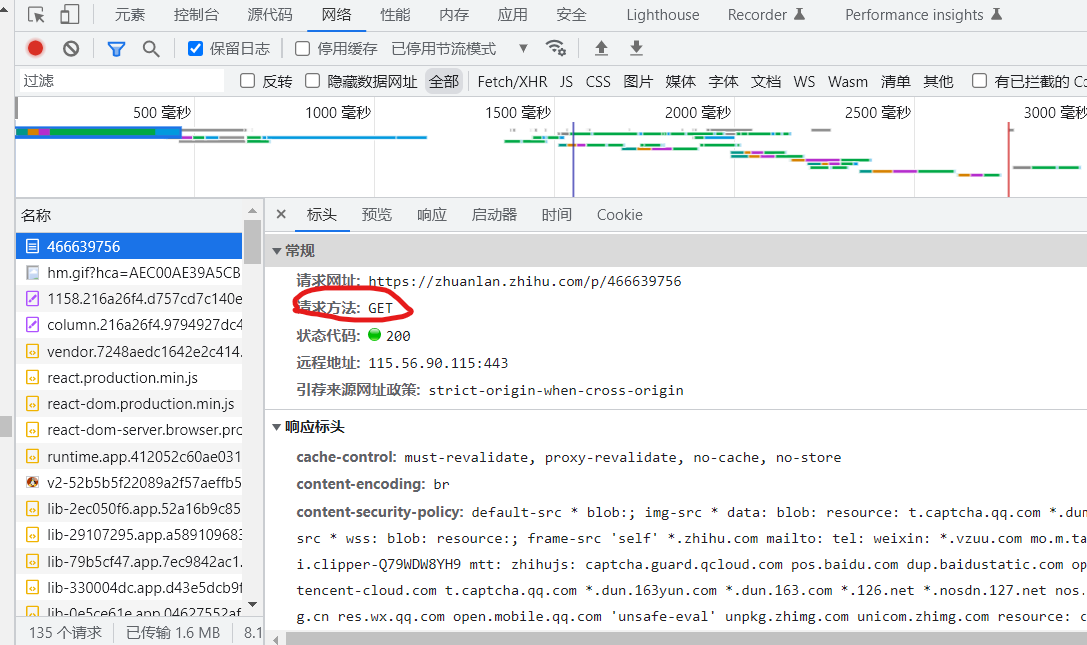 元素 控制台 源代码 网络 性能 内存 应用 安全 Lighthouse Recorder Performance insights
保留日志 停用缓存 已停用节流模式
过滤 反转 隐藏数据网址 全部 Fetch/XHR JS CSS 图片 媒体 字体 文档 WS Wasm 清单 其他 有已拦截的 Co
500 毫秒 1000 毫秒 1500 毫秒 2000 毫秒 2500 毫秒 3000 毫秒
名称
466639756
hm.gif?hca=AEC00AE39A5CB
1158.216a26f4.d757cd7c140e
column.216a26f4.9794927dc4
vendor.7248aedc1642e2c414.
react.production.min.js
react-dom.production.min.js
react-dom-server.browser.prc
runtime.app.412052c60ae031
v2-52b5b5f22089a2f57aeffb5
lib-2ec050f6.app.52a16b9c85
lib-29107295.app.a589109683
lib-79b5cf47.app.7ec9842ac1.
lib-330004dc.app.d43e5dcb9f
lib-0e5ce61e.app.04627552af
135 个请求 已传输 1.6 MB 8.1
标头 预览 响应 启动器 时间 Cookie
常规
请求网址: https://zhuanlan.zhihu.com/p/466639756
请求方法: GET
状态代码: 200
远程地址: 115.56.90.115:443
引荐来源网址政策: strict-origin-when-cross-origin
响应标头
cache-control: must-revalidate, proxy-revalidate, no-cache, no-store
content-encoding: br
content-security-policy: default-src * blob:; img-src * data: blob: resource: t.captcha.qq.com *.dun
src * wss: blob: resource:; frame-src 'self' *.zhihu.com mailto: tel: weixin: *.vzuu.com mo.m.ta
i.clipper-Q79WDW8YH9 mtt: zhihujs: captcha.guard.qcloud.com pos.baidu.com dup.baidustatic.com op
tencent-cloud.com t.captcha.qq.com *.dun.163yun.com *.dun.163.com *.126.net *.nosdn.127.net nos.
g.cn res.wx.qq.com open.mobile.qq.com 'unsafe-eval' unpkg.zhimg.com unicom.zhimg.com resource: c